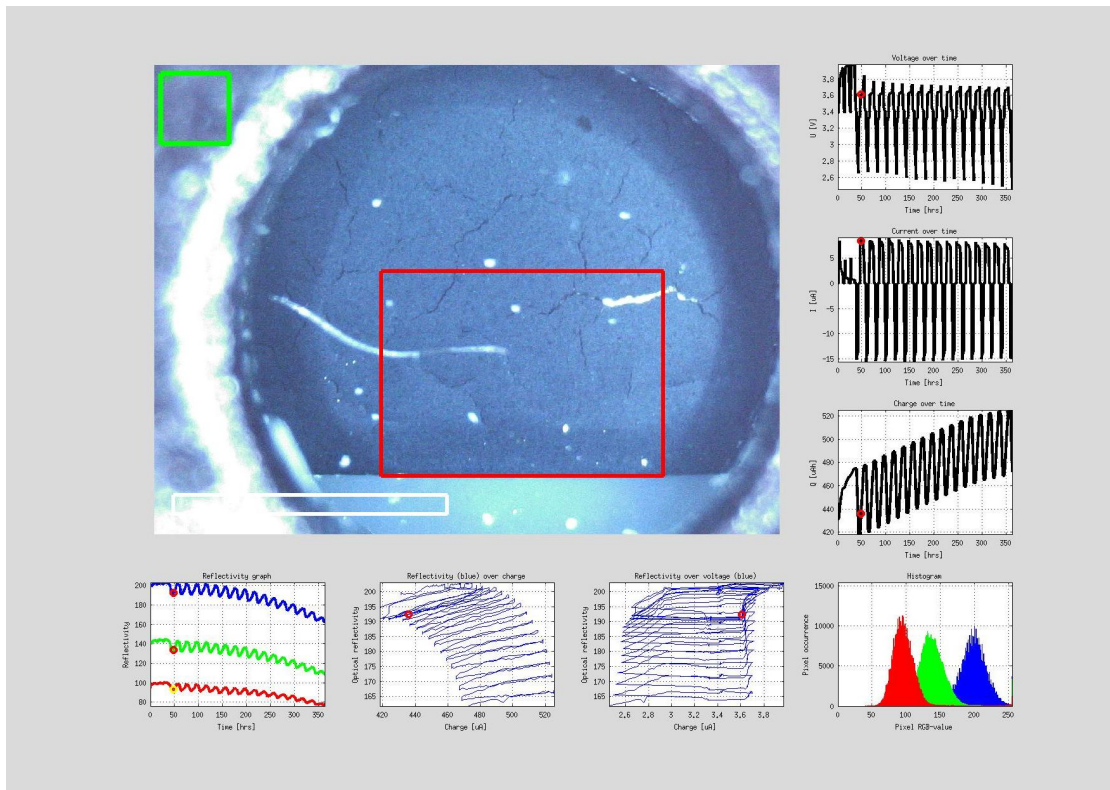 Voltage over time
3.8
3.6
3.4
3.2
3
2.8
2.6
U [V]
0 50 100 150 200 250 300 350
Time [hrs]
Current over time
5
0
-5
-10
-15
I [uA]
0 50 100 150 200 250 300 350
Time [hrs]
Charge over time
520
500
480
460
440
420
Q [uAh]
0 50 100 150 200 250 300 350
Time [hrs]
Reflectivity graph
200
180
160
140
120
100
80
Reflectivity
0 50 100 150 200 250 300 350
Time [hrs]
Reflectivity (blue) over charge
200
195
190
185
180
175
170
165
Optical reflectivity
420 440 460 480 500 520
Charge [uA]
Reflectivity over voltage (blue)
200
195
190
185
180
175
170
165
Optical reflectivity
2.6 2.8 3 3.2 3.4 3.6 3.8
Charge [uA]
Histogram
15000
10000
5000
0
Pixel occurrence
0 50 100 150 200 250
Pixel RGB-value